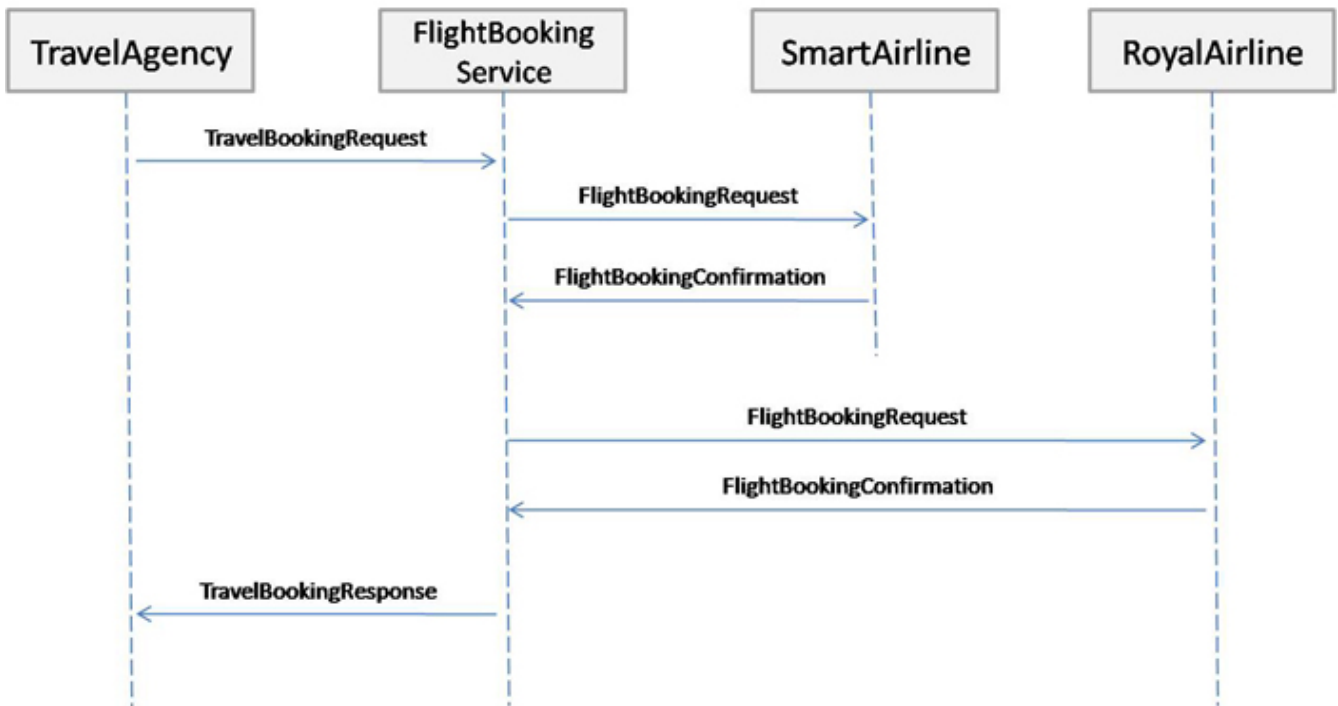 TravelAgency
FlightBooking
Service
SmartAirline
RoyalAirline
TravelBookingRequest
FlightBookingRequest
FlightBookingConfirmation
FlightBookingRequest
FlightBookingConfirmation
TravelBookingResponse